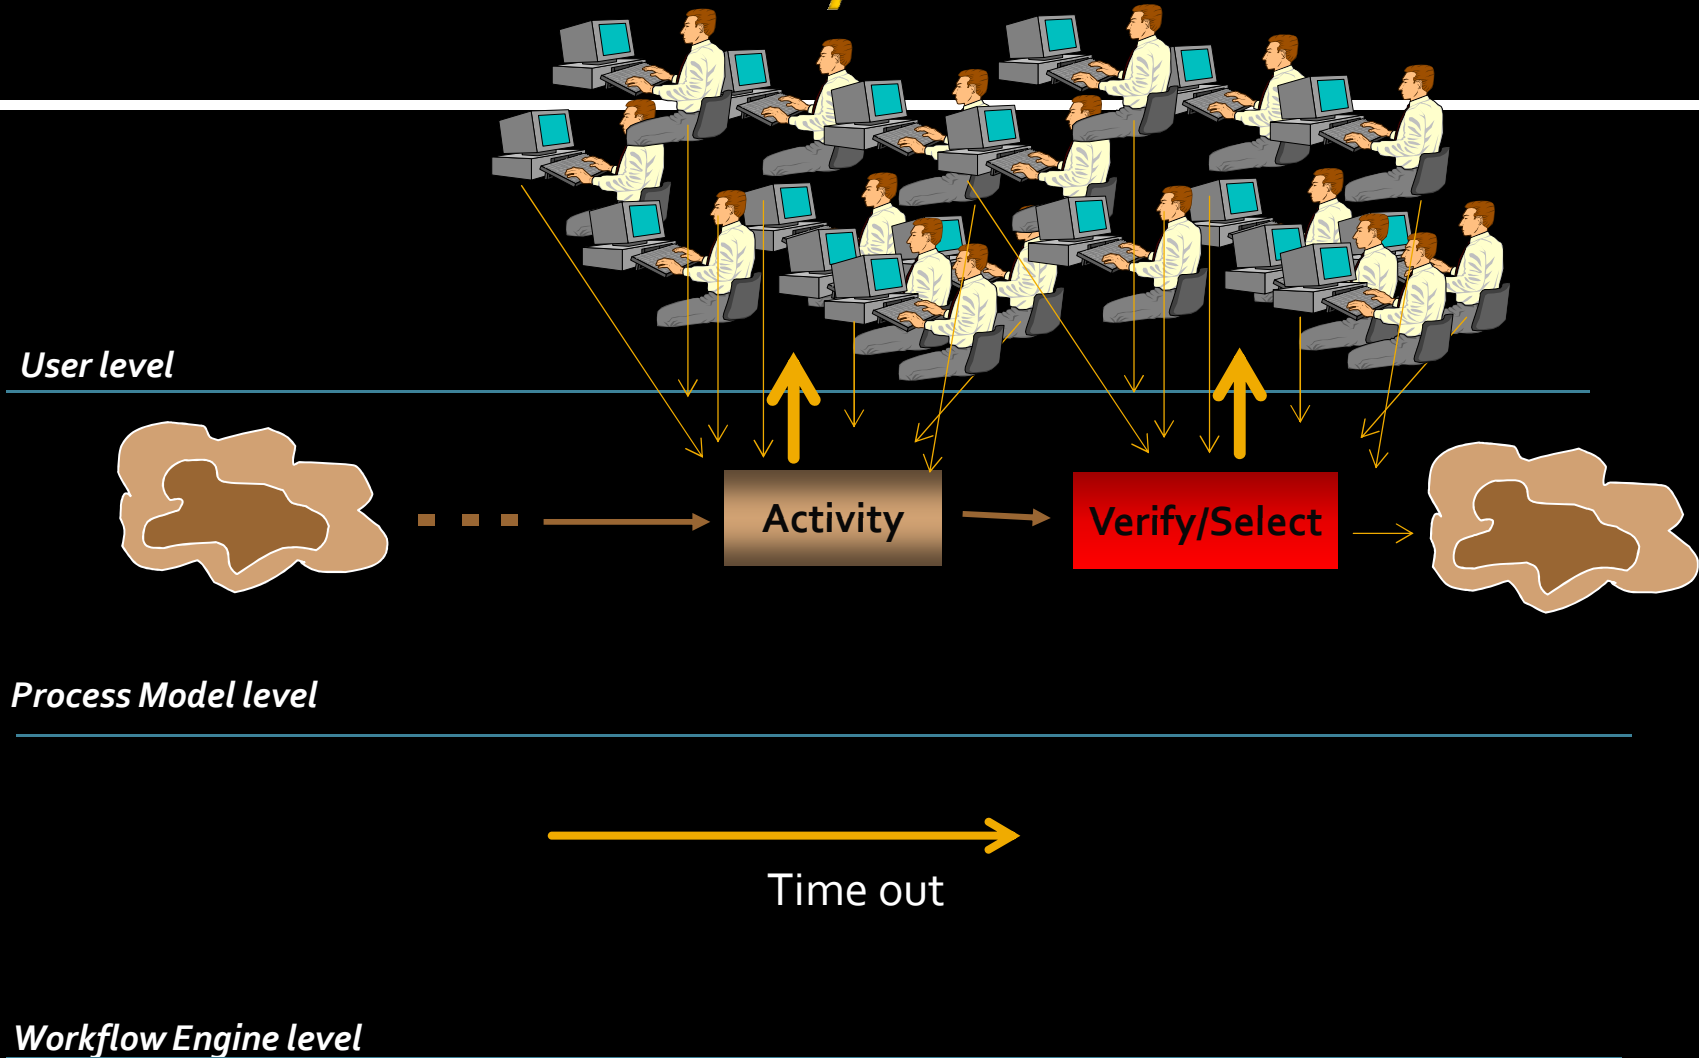 User level
Activity
Verify/Select
Process Model level
Time out
Workflow Engine level